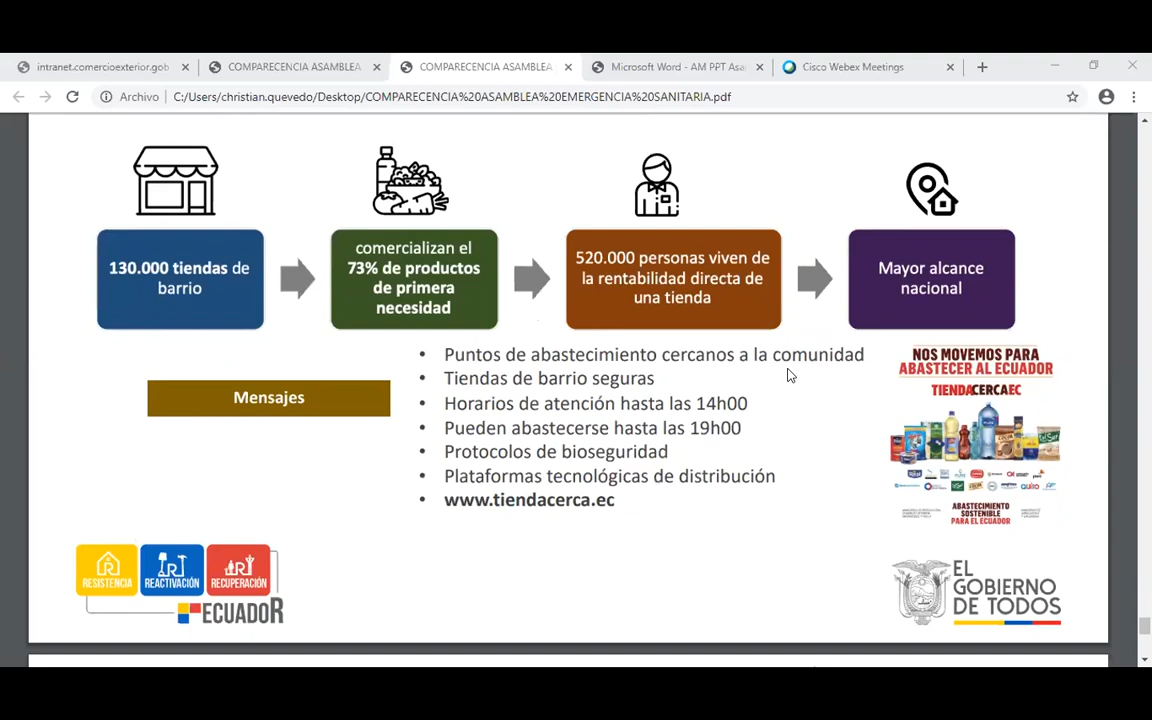 intranet.comercioexterior.gob
COMPARECENCIA ASAMBLEA
COMPARECENCIA ASAMBLEA
Microsoft Word - AM PPT Asa
Cisco Webex Meetings
Archivo
C:/Users/christian.quevedo/Desktop/COMPARECENCIA%20ASAMBLEA%20EMERGENCIA%20SANITARIA.pdf
130.000 tiendas de
barrio
comercializan el
73% de productos
de primera
necesidad
520.000 personas viven de
la rentabilidad directa de
una tienda
Mayor alcance
nacional
Mensajes
• Puntos de abastecimiento cercanos a la comunidad
• Tiendas de barrio seguras
• Horarios de atención hasta las 14h00
• Pueden abastecerse hasta las 19h00
• Protocolos de bioseguridad
• Plataformas tecnológicas de distribución
• www.tiendacerca.ec
NOS MOVEMOS PARA
ABASTECER AL ECUADOR
TIENDACERCAEC
ABASTECIMIENTO
SOSTENIBLE
PARA EL ECUADOR
RESISTENCIA
REACTIVACIÓN
RECUPERACIÓN
ECUADOR
EL
GOBIERNO
DE TODOS